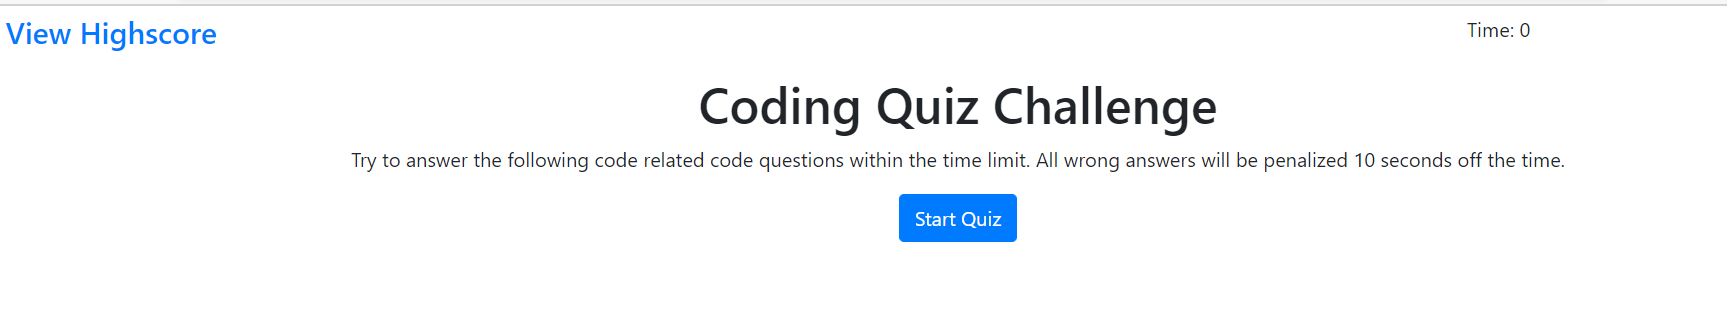 View Highscore
Time: 0
Coding Quiz Challenge
Try to answer the following code related code questions within the time limit. All wrong answers will be penalized 10 seconds off the time.
Start Quiz